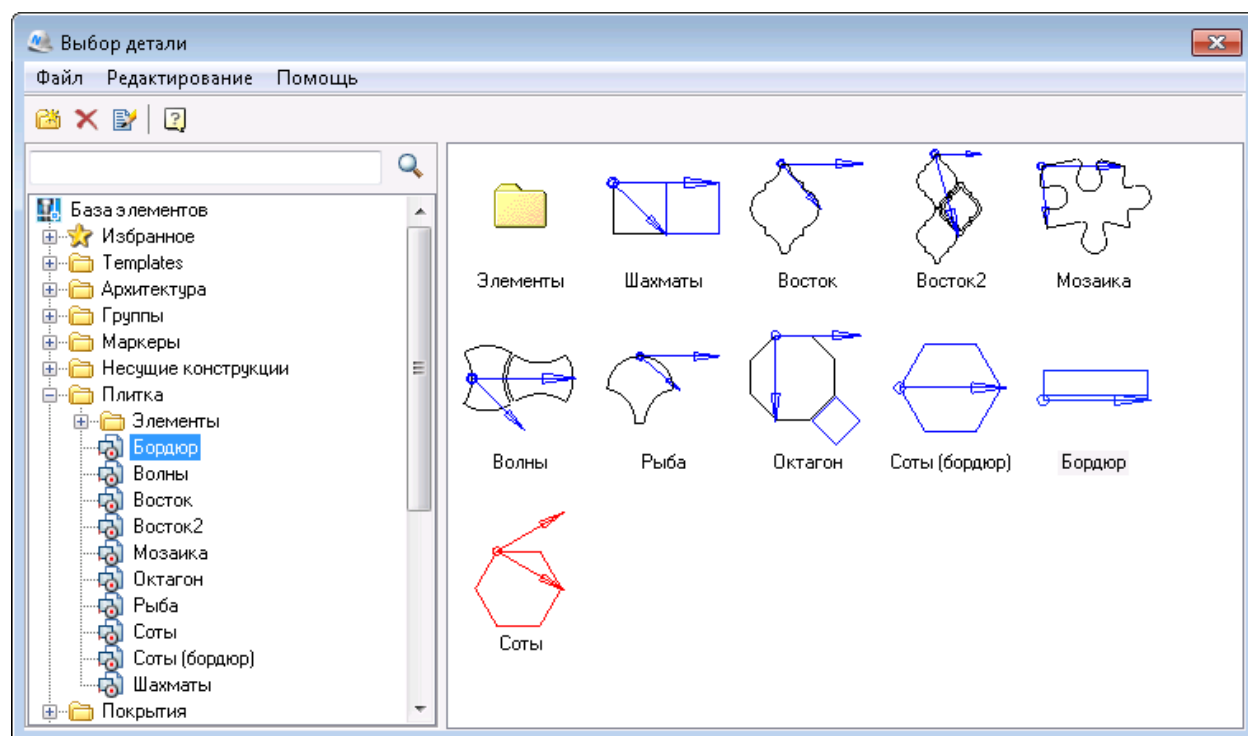 Выбор детали
Файл Редактирование Помощь
База элементов
Избранное
Templates
Архитектура
Группы
Маркеры
Несущие конструкции
Плитка
Элементы
Бордюр
Волны
Восток
Восток2
Мозаика
Октагон
Рыба
Соты
Соты (бордюр)
Шахматы
Покрытия
Элементы Шахматы Восток Восток2 Мозаика
Волны Рыба Октагон Соты (бордюр) Бордюр
Соты